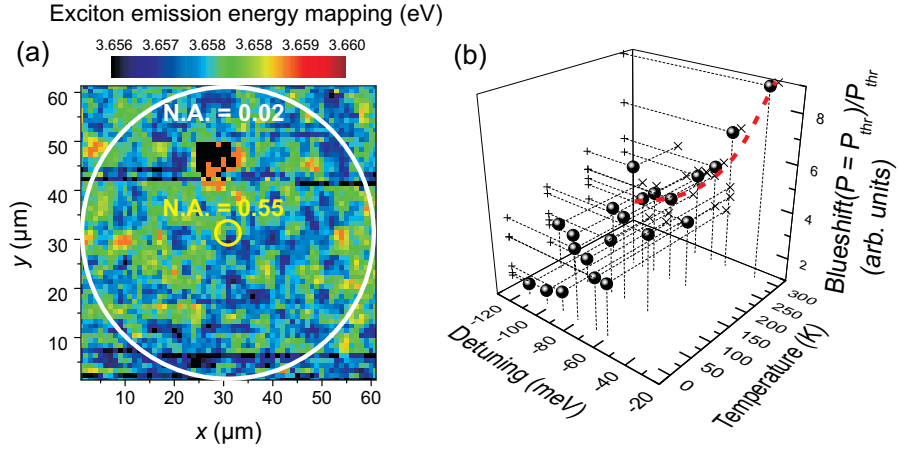 Exciton emission energy mapping (eV)
(a)
3.656 3.657 3.658 3.658 3.659 3.660
N.A. = 0.02
N.A. = 0.55
60
50
40
30
20
10
y (µm)
10 20 30 40 50 60
x (µm)
(b)
8
6
4
2
Blueshift(P = P_thr)/P_thr
(arb. units)
300
250
200
150
100
50
0
Temperature (K)
-120
-100
-80
-60
-40
-20
Detuning (meV)